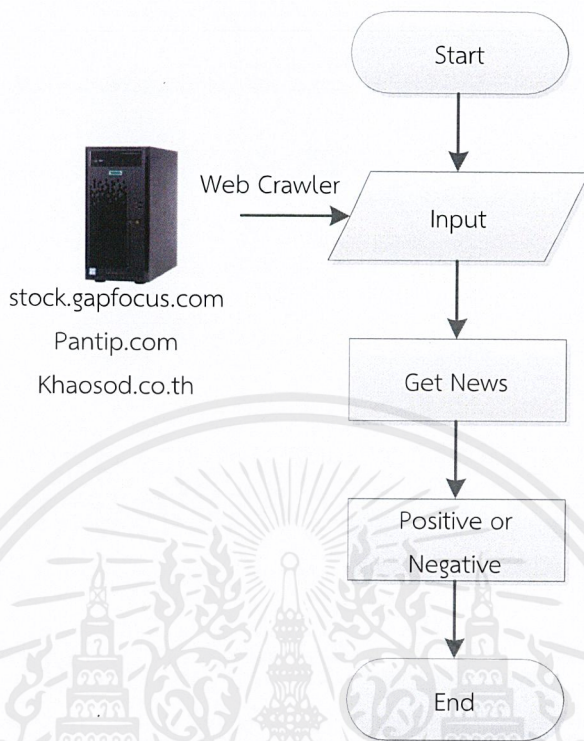 Start
Web Crawler
Input
stock.gapfocus.com
Pantip.com
Khaosod.co.th
Get News
Positive or
Negative
End